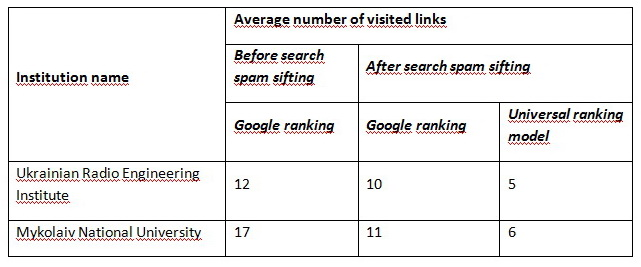 Institution name
Average number of visited links
Before search
spam sifting
After search spam sifting
Google ranking
Google ranking
Universal ranking
model
Ukrainian Radio Engineering
Institute
12
10
5
Mykolaiv National University
17
11
6